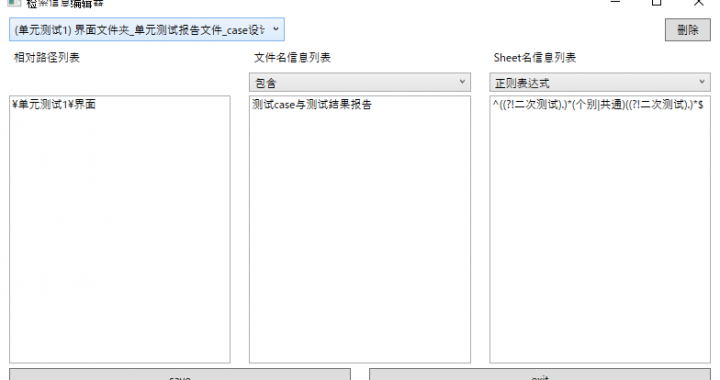 检索信息编辑器
(单元测试1) 界面文件夹_单元测试报告文件_case设计
删除
相对路径列表
文件名信息列表
Sheet名信息列表
包含
正则表达式
¥单元测试1¥界面
测试case与测试结果报告
^((?!二次测试).)*(个别|共通)((?!二次测试).)*$
save
exit